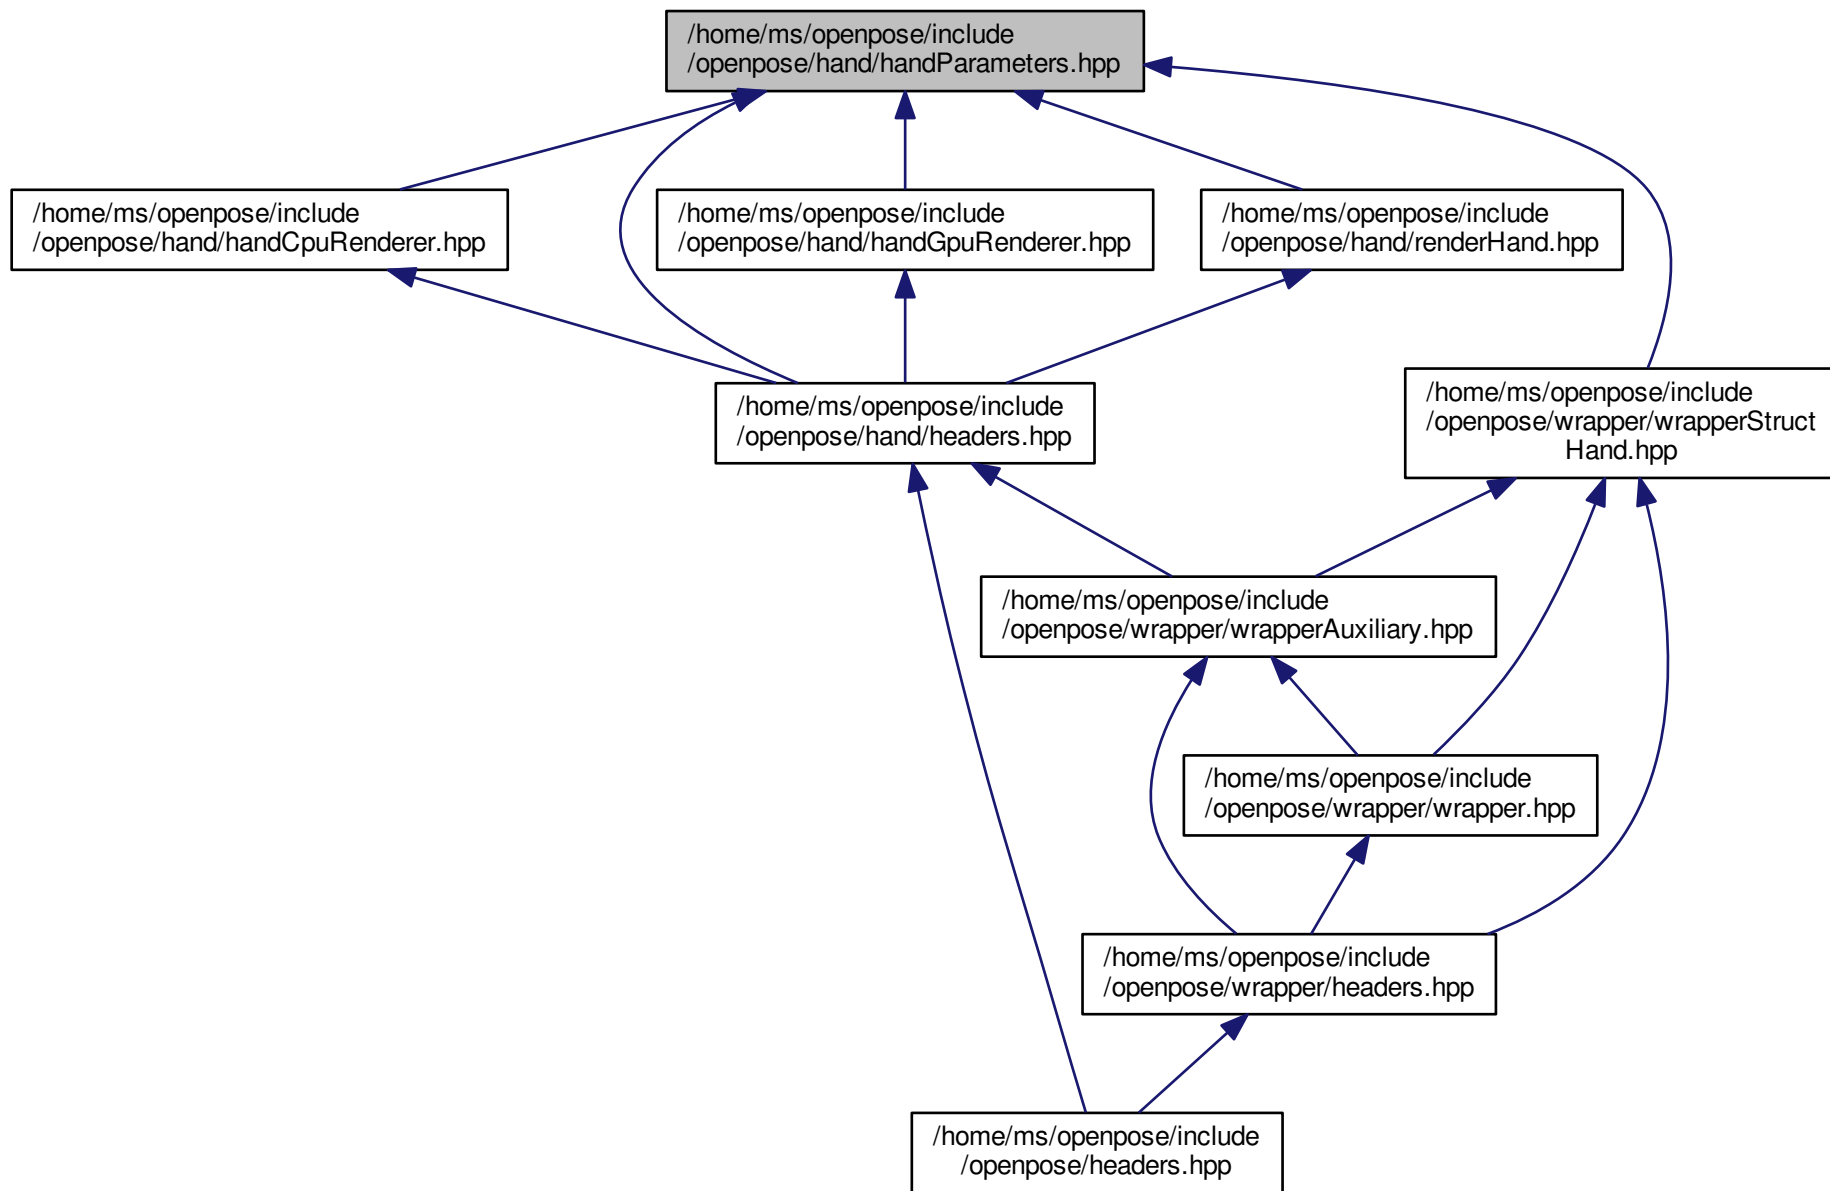 /home/ms/openpose/include
/openpose/hand/handParameters.hpp
/home/ms/openpose/include
/openpose/hand/handCpuRenderer.hpp
/home/ms/openpose/include
/openpose/hand/handGpuRenderer.hpp
/home/ms/openpose/include
/openpose/hand/renderHand.hpp
/home/ms/openpose/include
/openpose/hand/headers.hpp
/home/ms/openpose/include
/openpose/wrapper/wrapperStruct
Hand.hpp
/home/ms/openpose/include
/openpose/wrapper/wrapperAuxiliary.hpp
/home/ms/openpose/include
/openpose/wrapper/wrapper.hpp
/home/ms/openpose/include
/openpose/wrapper/headers.hpp
/home/ms/openpose/include
/openpose/headers.hpp